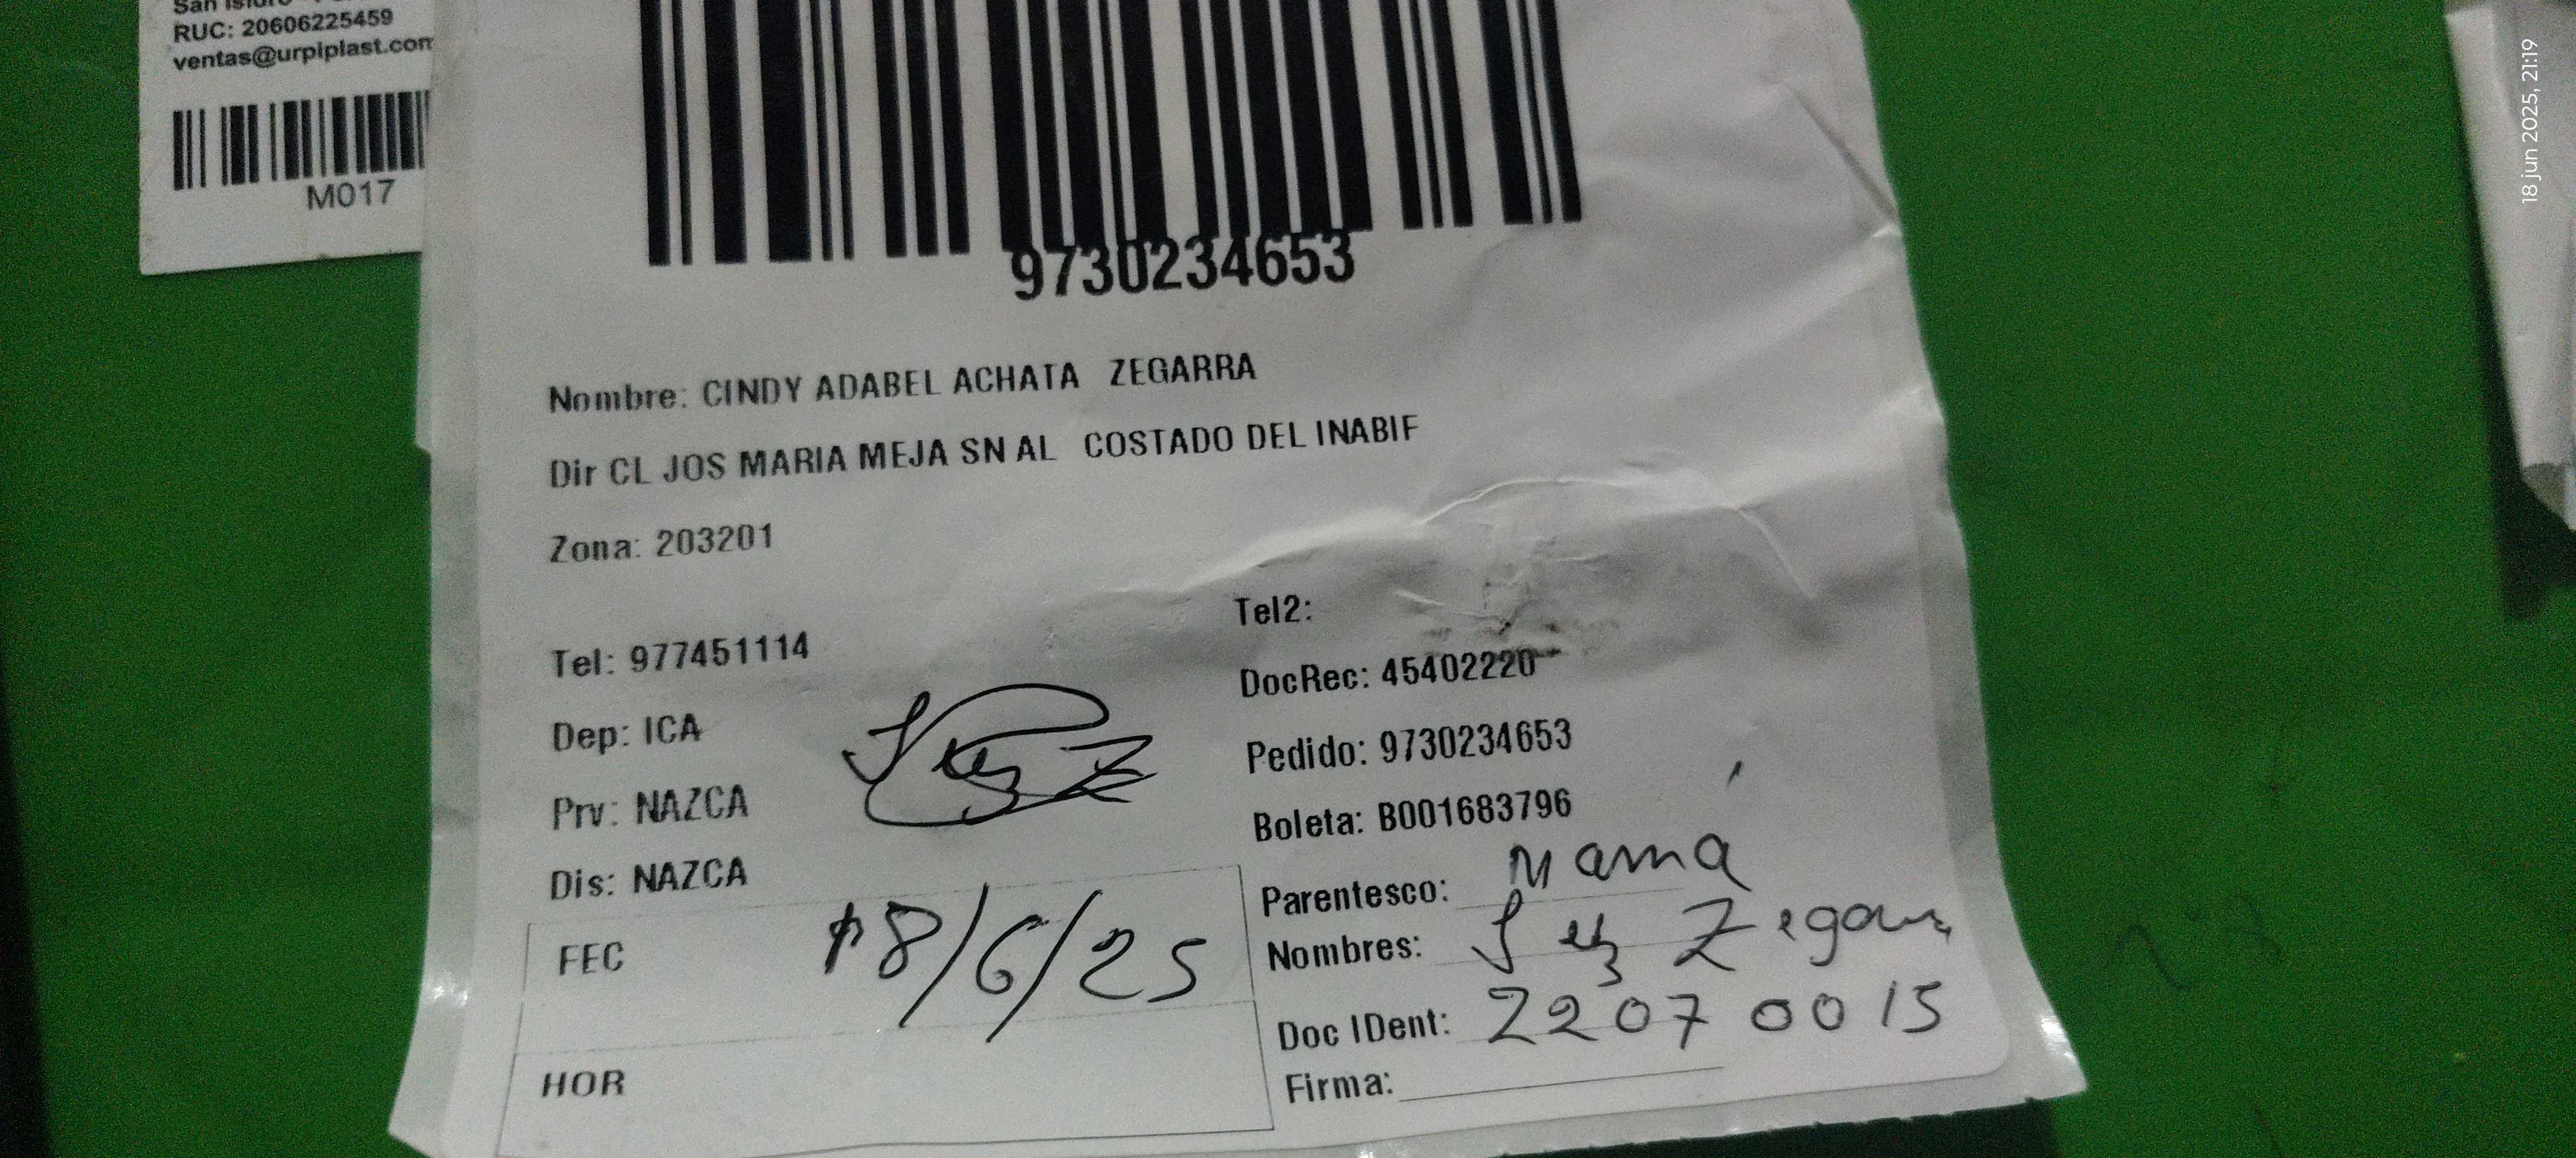 RUC: 20606225459
ventas@urpiplast.com
M017
9730234653
Nombre: CINDY ADABEL ACHATA ZEGARRA
Dir CL JOS MARIA MEJA SN AL COSTADO DEL INABIF
Zona: 203201
Tel: 977451114
Tel2:
DocRec: 45402220
Dep: ICA
Pedido: 9730234653
Prv: NAZCA
Boleta: B001683796
Dis: NAZCA
Parentesco: Mamá
FEC 18/6/25
Nombres: Luz Zegarra
Doc IDent: 22070015
HOR
Firma:
18 jun 2025, 21:19